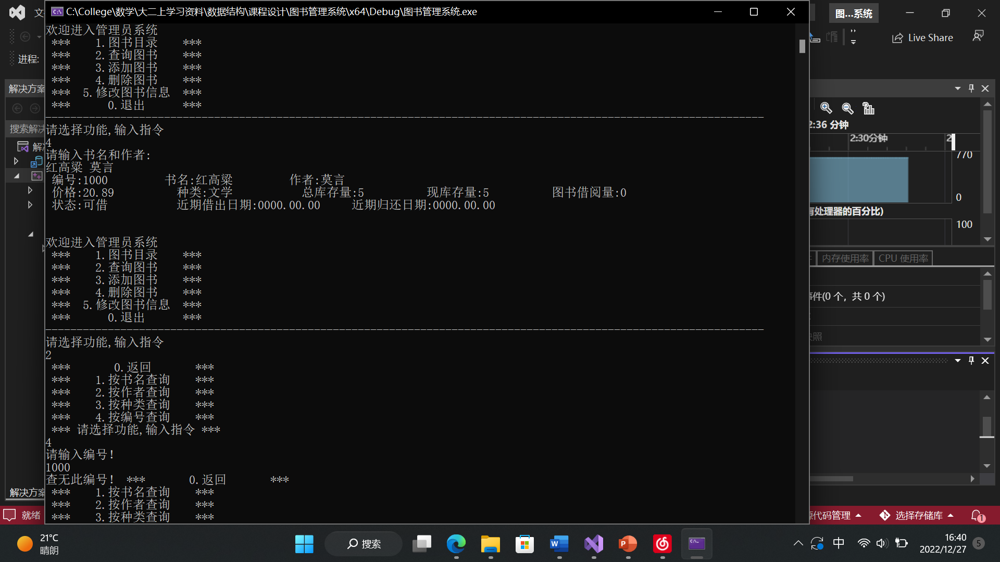 C:\College\数学\大二上学习资料\数据结构\课程设计\图书管理系统\x64\Debug\图书管理系统.exe
欢迎进入管理员系统
*** 1.图书目录 ***
*** 2.查询图书 ***
*** 3.添加图书 ***
*** 4.删除图书 ***
*** 5.修改图书信息 ***
*** 0.退出 ***
请选择功能,输入指令
4
请输入书名和作者:
红高粱 莫言
编号:1000 书名:红高粱 作者:莫言
价格:20.89 种类:文学 总库存量:5 现库存量:5 图书借阅量:0
状态:可借 近期借出日期:0000.00.00 近期归还日期:0000.00.00
欢迎进入管理员系统
*** 1.图书目录 ***
*** 2.查询图书 ***
*** 3.添加图书 ***
*** 4.删除图书 ***
*** 5.修改图书信息 ***
*** 0.退出 ***
请选择功能,输入指令
2
*** 0.返回 ***
*** 1.按书名查询 ***
*** 2.按作者查询 ***
*** 3.按种类查询 ***
*** 4.按编号查询 ***
*** 请选择功能,输入指令 ***
4
请输入编号!
1000
查无此编号! *** 0.返回 ***
*** 1.按书名查询 ***
*** 2.按作者查询 ***
*** 3.按种类查询 ***
进程:
解决方案
搜索解决
图...系统
Live Share
2:36 分钟
2:30分钟
770
0
有处理器的百分比)
100
内存使用率 CPU 使用率
事件(0 个，共 0 个)
快照
解决方案
就绪
源代码管理
选择存储库
1
21°C
晴朗
搜索
中
16:40
2022/12/27
5